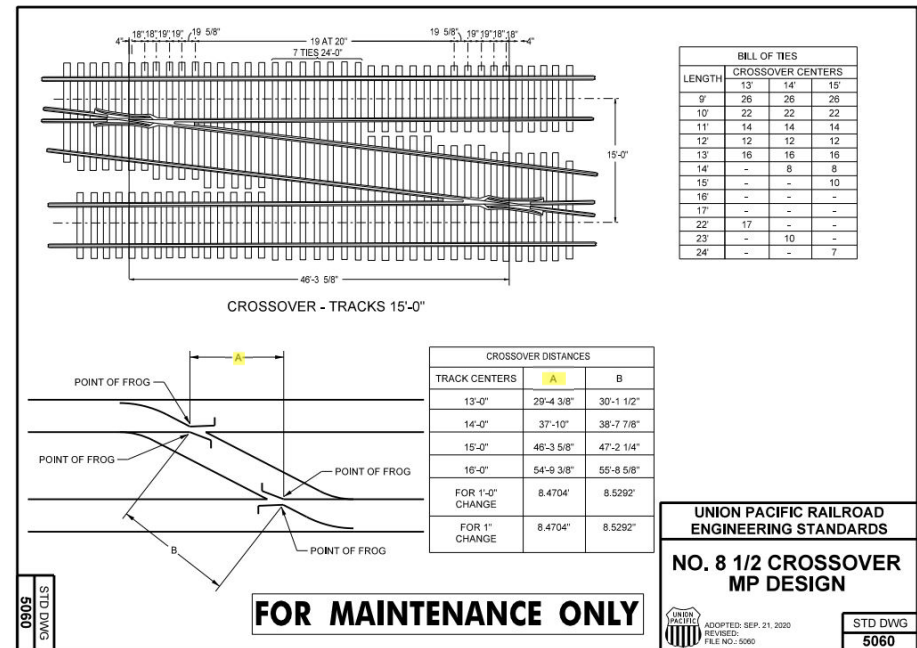 4" 18" 18" 19" 19" 19 5/8" 19 AT 20" 19 5/8" 19" 19" 18" 18" 4"
7 TIES 24'-0"
15'-0"
46'-3 5/8"
CROSSOVER - TRACKS 15'-0"
BILL OF TIES
LENGTH CROSSOVER CENTERS
13' 14' 15'
9' 26 26 26
10' 22 22 22
11' 14 14 14
12' 12 12 12
13' 16 16 16
14' - 8 8
15' - - 10
16' - - -
17' - - -
22' 17 - -
23' - 10 -
24' - - 7
A
POINT OF FROG
POINT OF FROG
POINT OF FROG
POINT OF FROG
B
CROSSOVER DISTANCES
TRACK CENTERS A B
13'-0" 29'-4 3/8" 30'-1 1/2"
14'-0" 37'-10" 38'-7 7/8"
15'-0" 46'-3 5/8" 47'-2 1/4"
16'-0" 54'-9 3/8" 55'-8 5/8"
FOR 1'-0" CHANGE 8.4704' 8.5292'
FOR 1" CHANGE 8.4704" 8.5292"
FOR MAINTENANCE ONLY
STD DWG
5060
UNION PACIFIC RAILROAD
ENGINEERING STANDARDS
NO. 8 1/2 CROSSOVER
MP DESIGN
UNION
PACIFIC
ADOPTED: SEP. 21, 2020
REVISED:
FILE NO.: 5060
STD DWG
5060